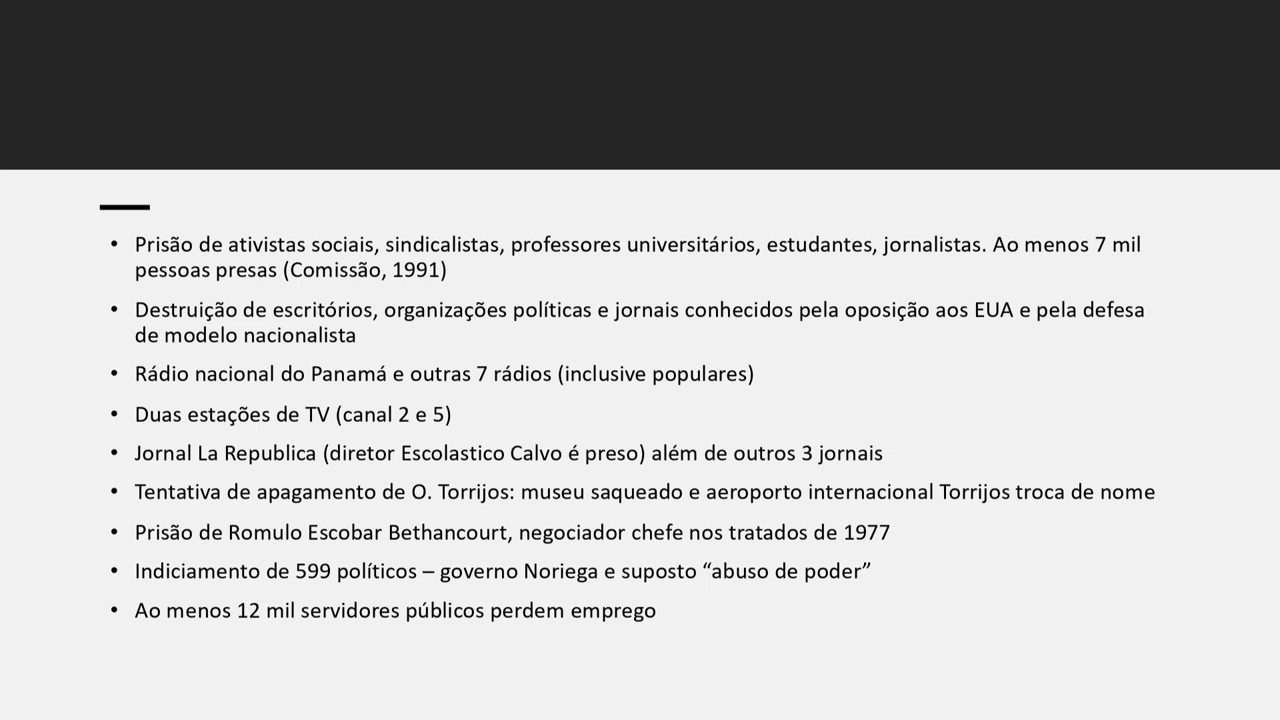 • Prisão de ativistas sociais, sindicalistas, professores universitários, estudantes, jornalistas. Ao menos 7 mil
pessoas presas (Comissão, 1991)
• Destruição de escritórios, organizações políticas e jornais conhecidos pela oposição aos EUA e pela defesa
de modelo nacionalista
• Rádio nacional do Panamá e outras 7 rádios (inclusive populares)
• Duas estações de TV (canal 2 e 5)
• Jornal La Republica (diretor Escolastico Calvo é preso) além de outros 3 jornais
• Tentativa de apagamento de O. Torrijos: museu saqueado e aeroporto internacional Torrijos troca de nome
• Prisão de Romulo Escobar Bethancourt, negociador chefe nos tratados de 1977
• Indiciamento de 599 políticos – governo Noriega e suposto “abuso de poder”
• Ao menos 12 mil servidores públicos perdem emprego